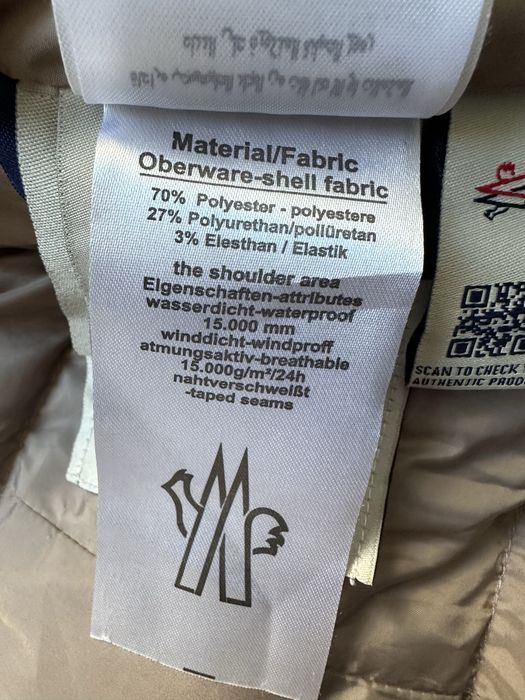 Material/Fabric
Oberware-shell fabric
70% Polyester - polyestere
27% Polyurethan/poliüretan
3% Elesthan / Elastik
the shoulder area
Eigenschaften-attributes
wasserdicht-waterproof
15.000 mm
winddicht-windproff
atmungsaktiv-breathable
15.000g/m²/24h
nahtverschweißt
-taped seams
SCAN TO CHECK
AUTHENTIC PROD